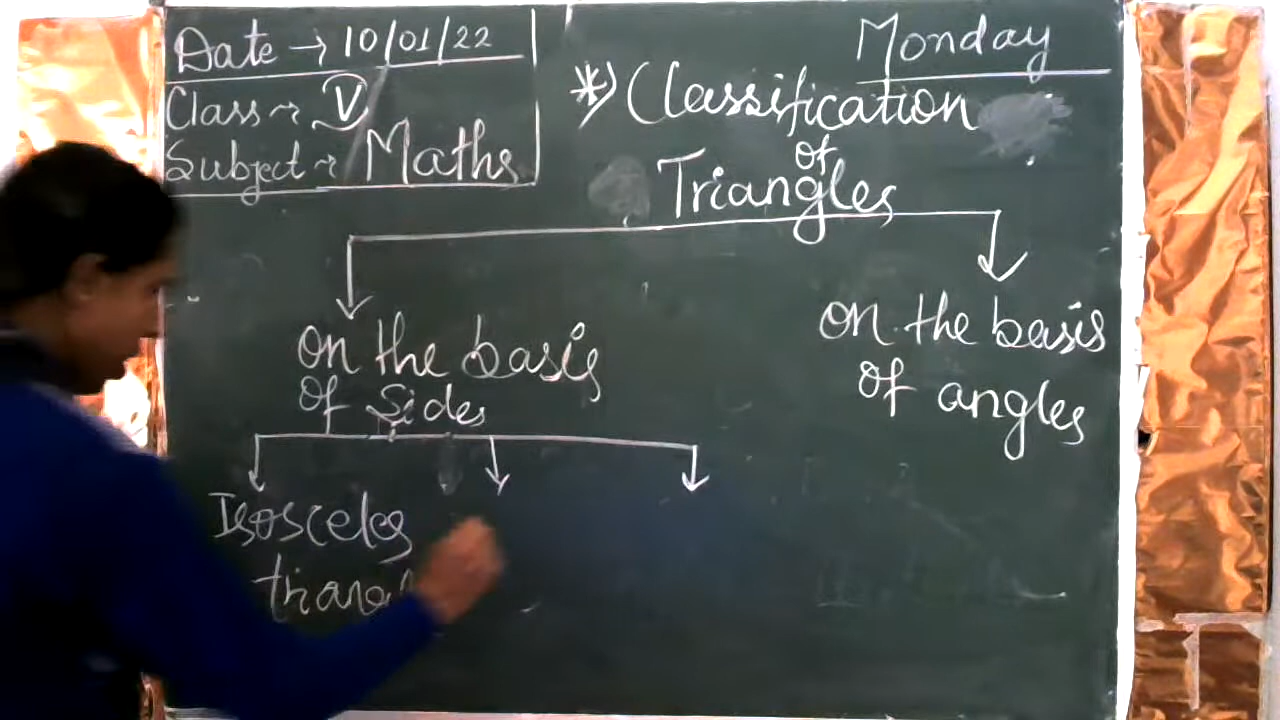 Date → 10/01/22
Class ~ V
Subject ~ Maths
Monday
*) Classification
of
Triangles
on the basis
of Sides
on the basis
of angles
Isosceles